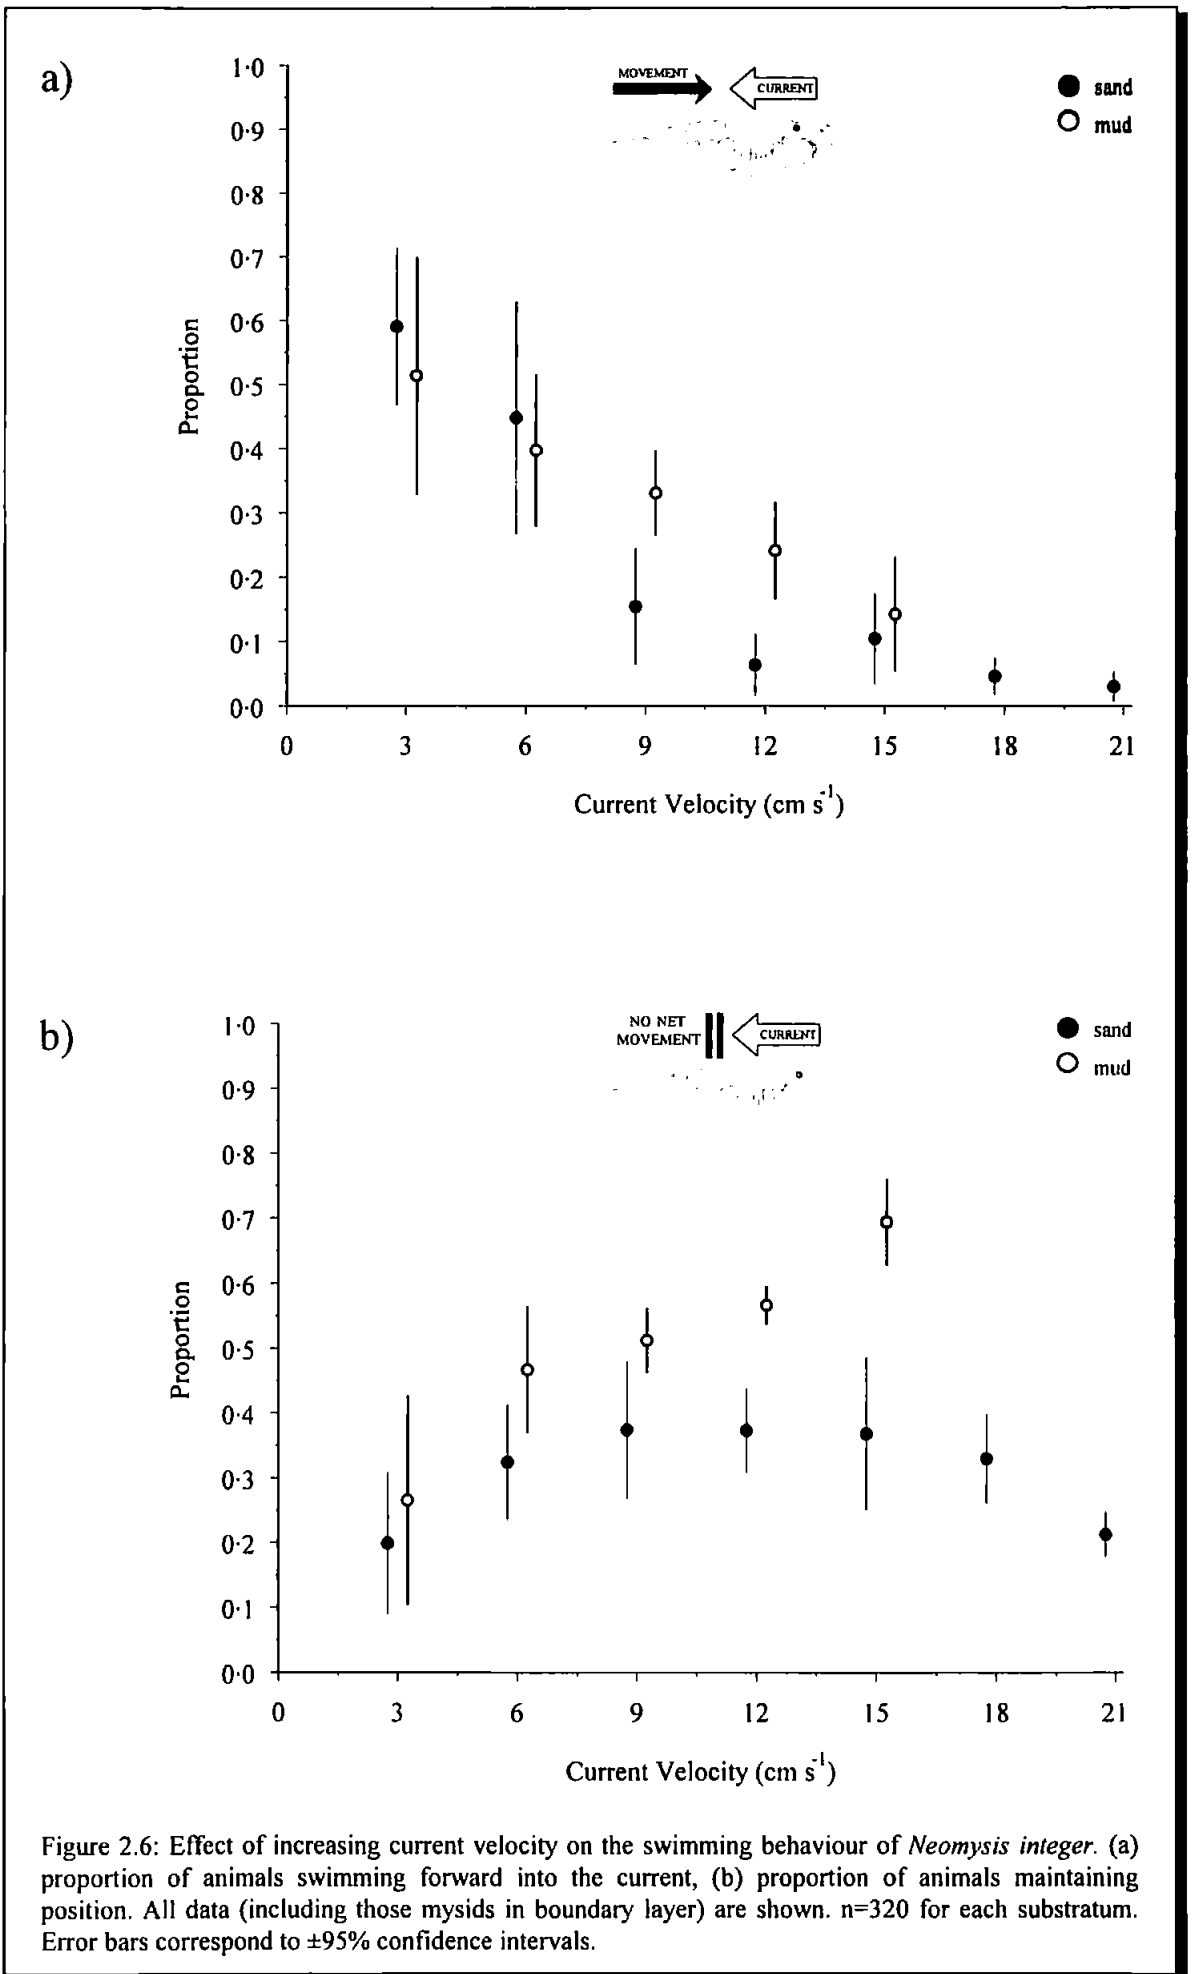 a)
MOVEMENT
CURRENT
sand
mud
1·0
0·9
0·8
0·7
0·6
0·5
0·4
0·3
0·2
0·1
0·0
Proportion
0 3 6 9 12 15 18 21
Current Velocity (cm s-1)
b)
NO NET
MOVEMENT
CURRENT
sand
mud
1·0
0·9
0·8
0·7
0·6
0·5
0·4
0·3
0·2
0·1
0·0
Proportion
0 3 6 9 12 15 18 21
Current Velocity (cm s-1)
Figure 2.6: Effect of increasing current velocity on the swimming behaviour of Neomysis integer. (a)
proportion of animals swimming forward into the current, (b) proportion of animals maintaining
position. All data (including those mysids in boundary layer) are shown. n=320 for each substratum.
Error bars correspond to ±95% confidence intervals.